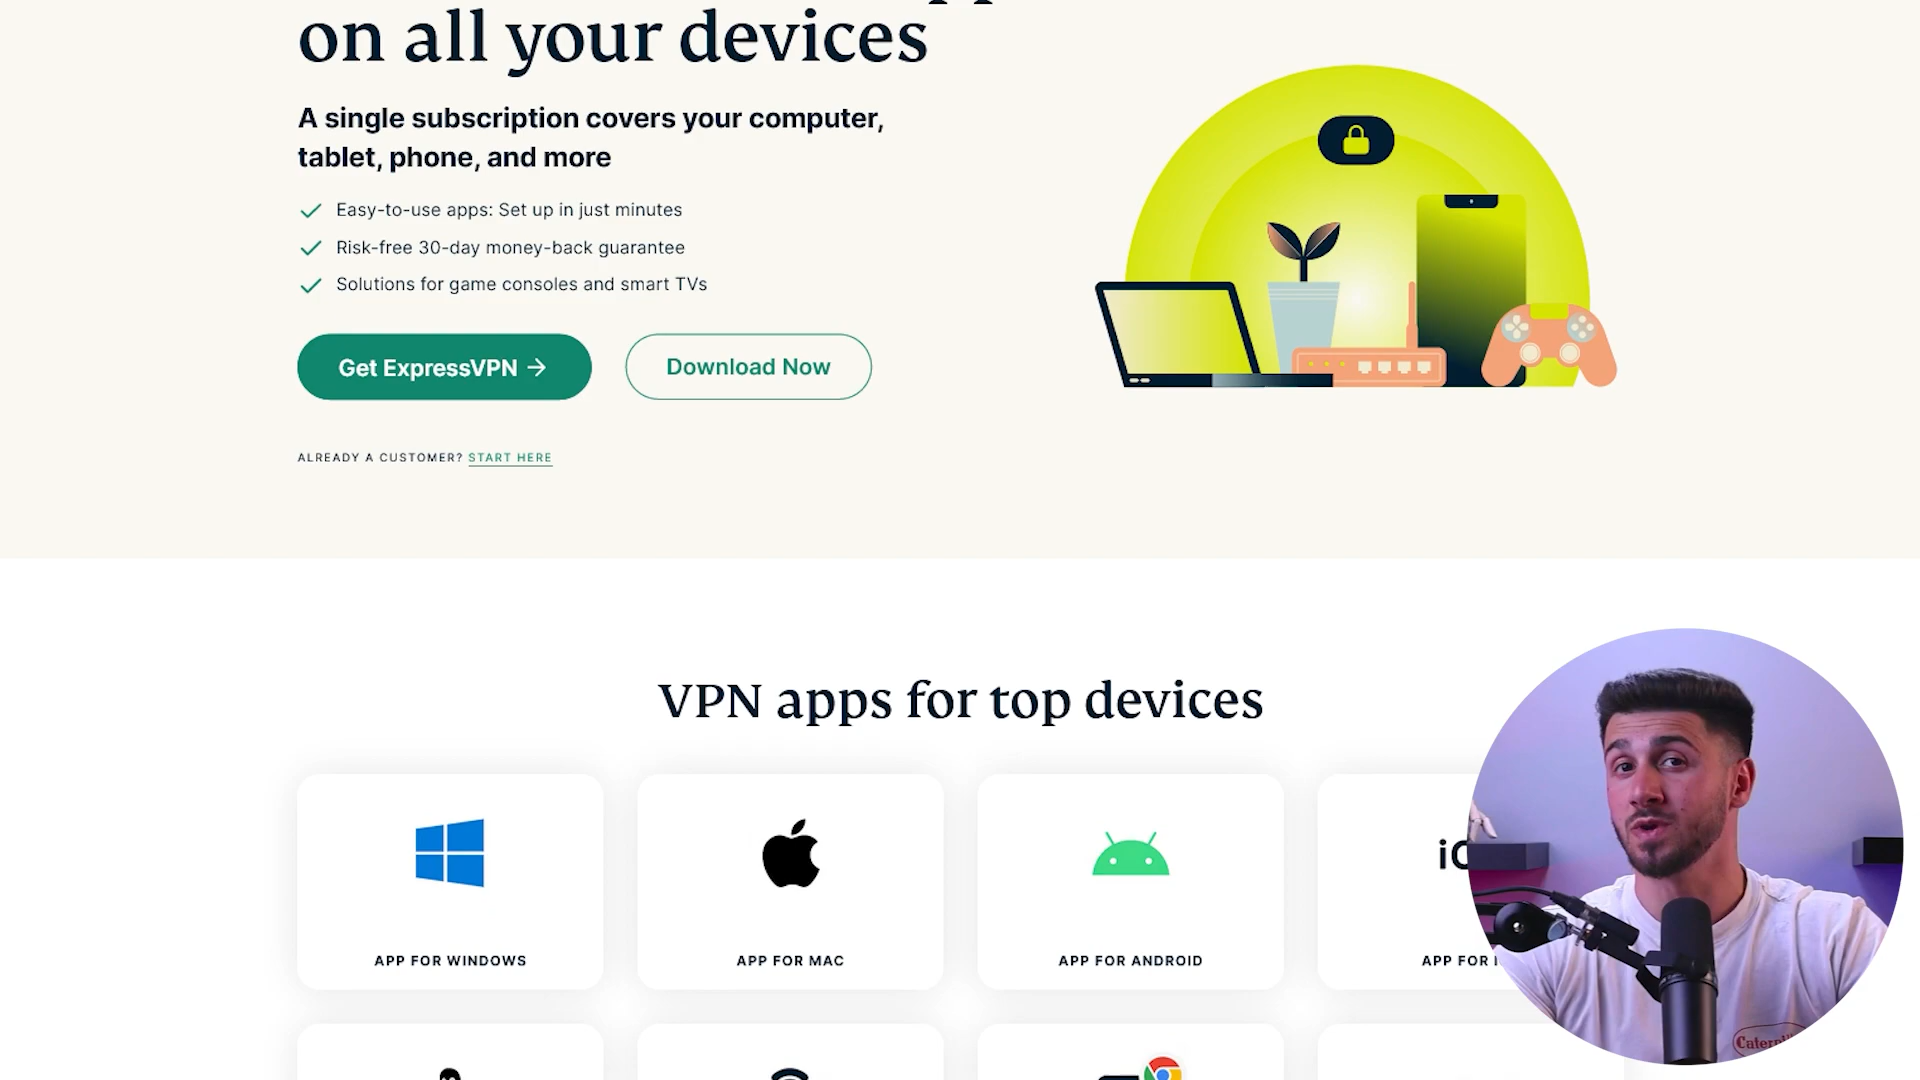 on all your devices
A single subscription covers your computer,
tablet, phone, and more
Easy-to-use apps: Set up in just minutes
Risk-free 30-day money-back guarantee
Solutions for game consoles and smart TVs
Get ExpressVPN →
Download Now
ALREADY A CUSTOMER? START HERE
VPN apps for top devices
APP FOR WINDOWS
APP FOR MAC
APP FOR ANDROID
APP FOR